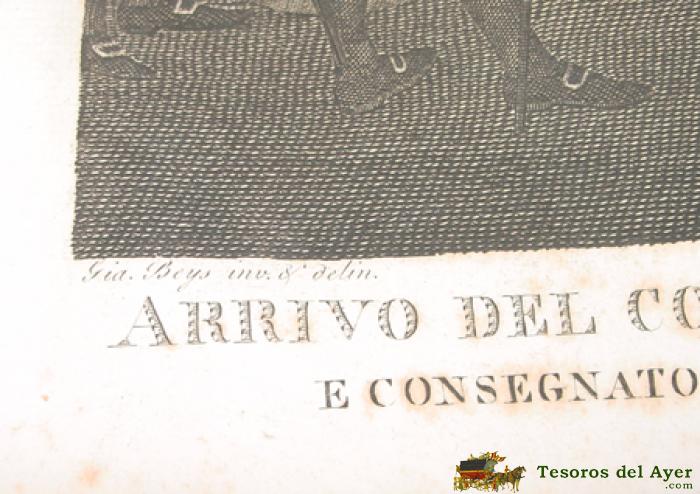 Gia. Beys inv. & delin.
ARRIVO DEL CO
E CONSEGNATO
Tesoros del Ayer
.com